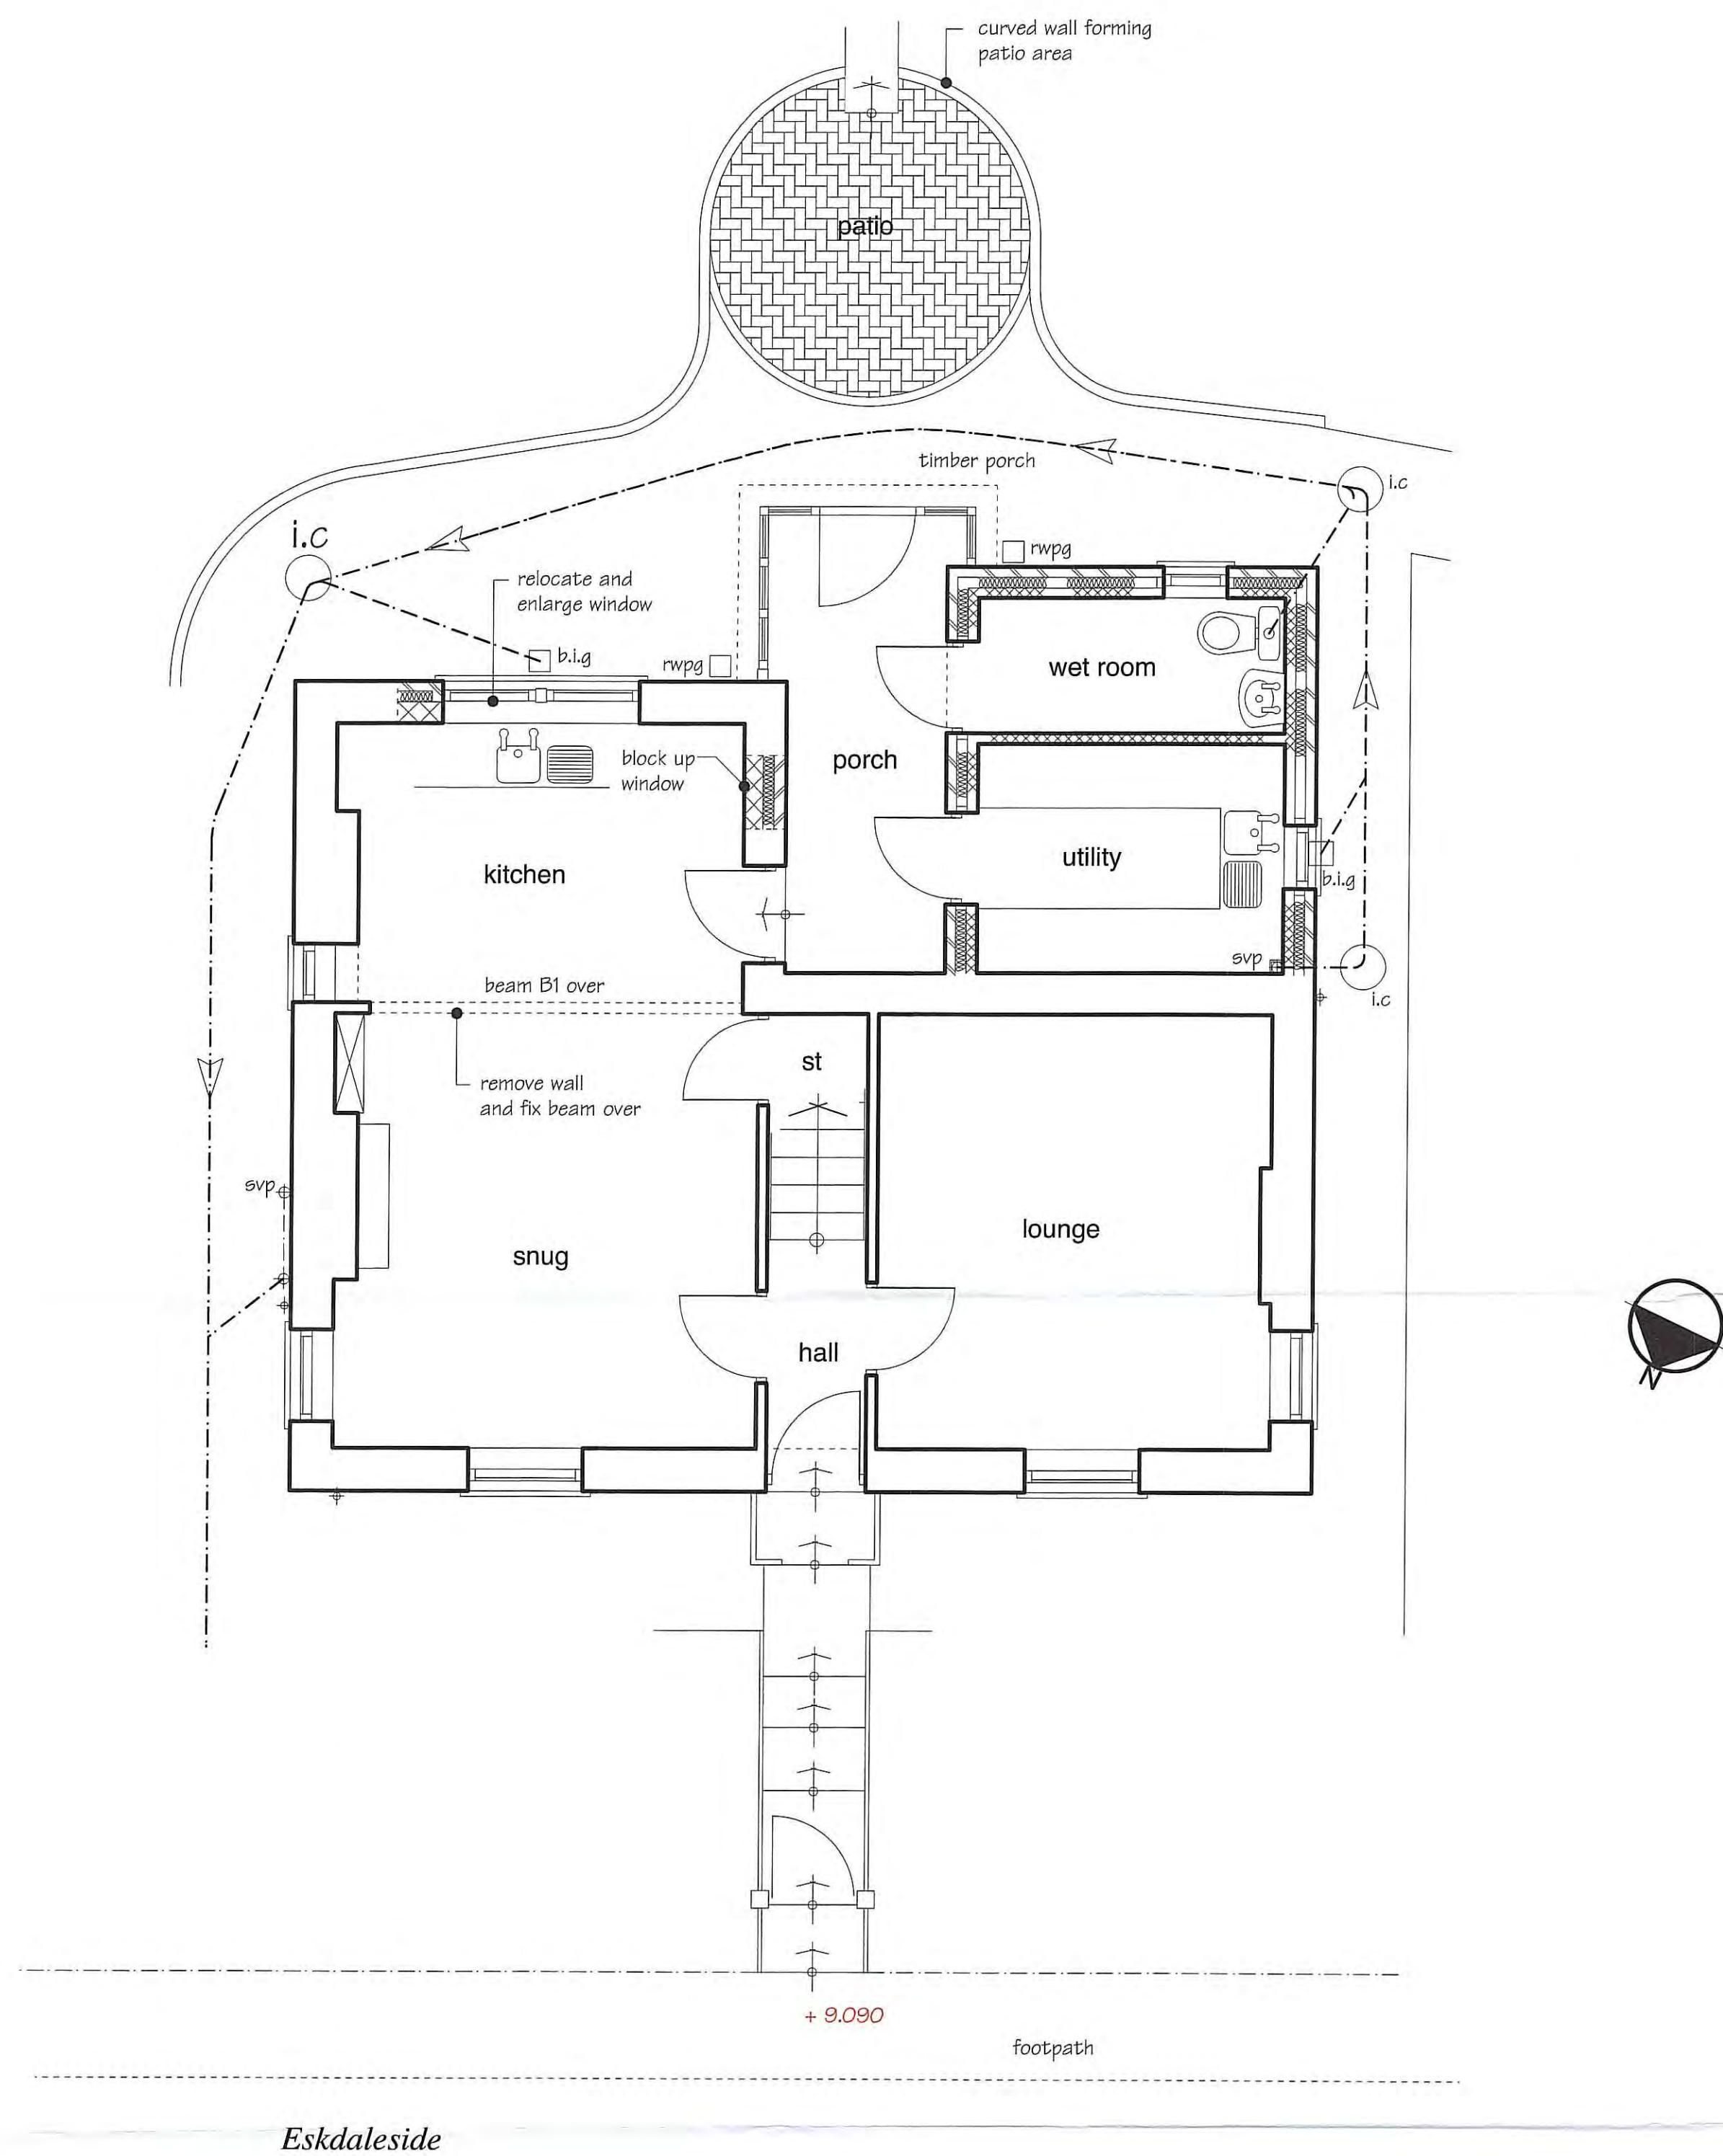 curved wall forming
patio area
patio
timber porch
i.c
i.c
rwpg
relocate and
enlarge window
b.i.g
rwpg
wet room
block up
window
porch
kitchen
utility
b.i.g
svp
beam B1 over
i.c
st
remove wall
and fix beam over
svp
lounge
snug
hall
N
+ 9.090
footpath
Eskdaleside